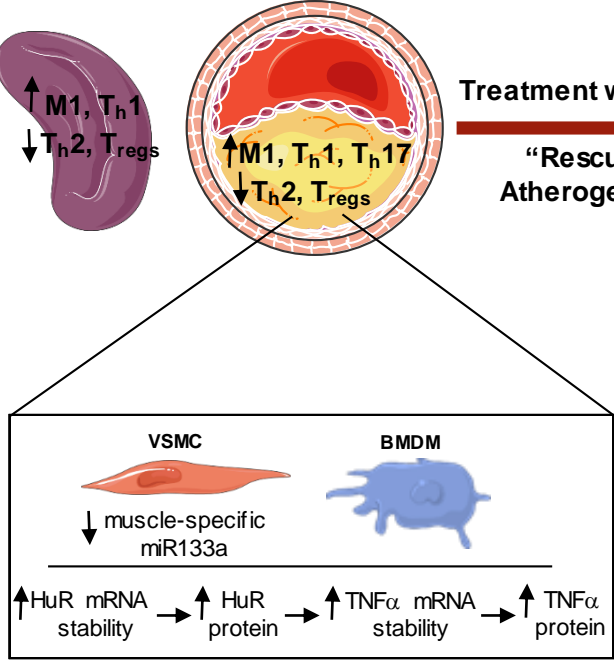 ↑ M1, Th1
↓ Th2, Tregs
↑ M1, Th1, Th17
↓ Th2, Tregs
Treatment
“Rescu
Atheroge
VSMC
BMDM
↓ muscle-specific
miR133a
↑ HuR mRNA → ↑ HuR → ↑ TNFα mRNA → ↑ TNFα
stability protein stability protein